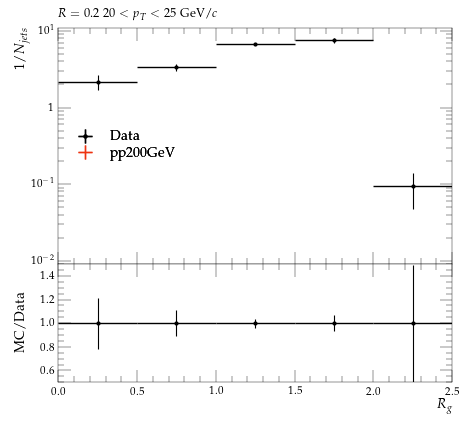 R = 0.2 20 < p_T < 25 GeV/c
1/N_jets
10^1
1
10^−1
10^−2
Data
pp200GeV
MC/Data
1.4
1.2
1.0
0.8
0.6
0.0 0.5 1.0 1.5 2.0 2.5
R_g